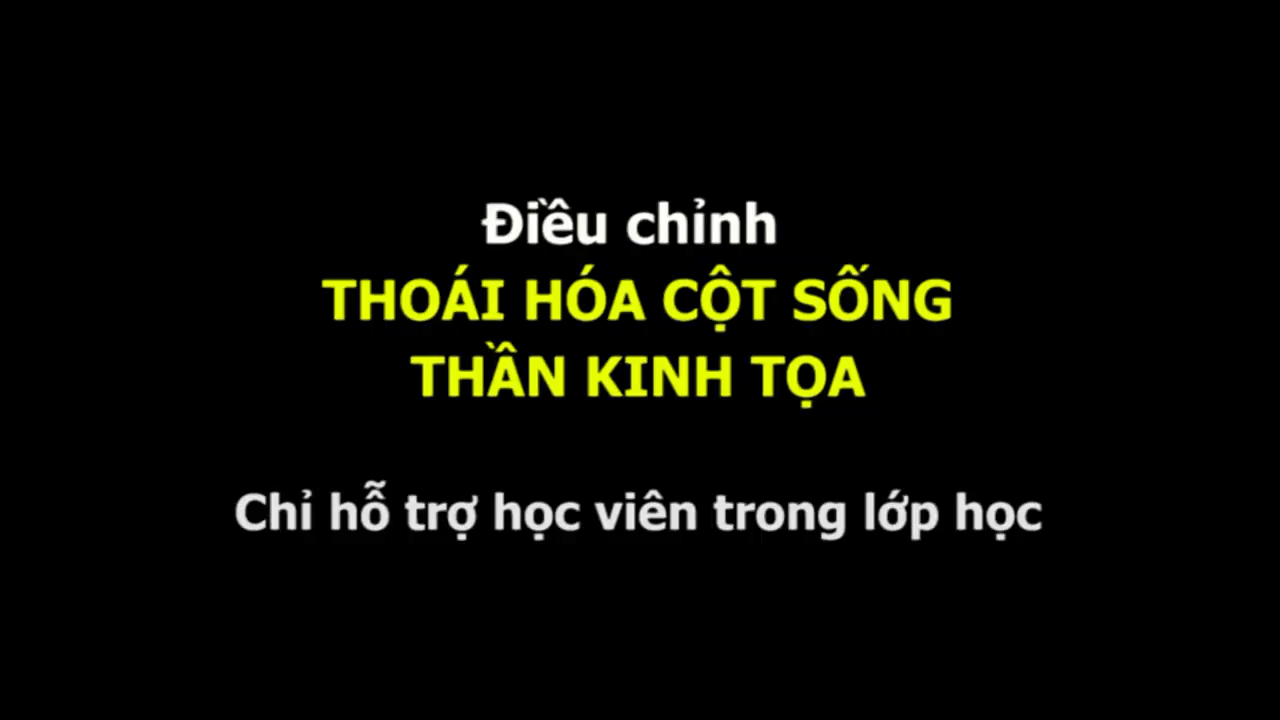 Điều chỉnh
THOÁI HÓA CỘT SỐNG
THẦN KINH TỌA
Chỉ hỗ trợ học viên trong lớp học